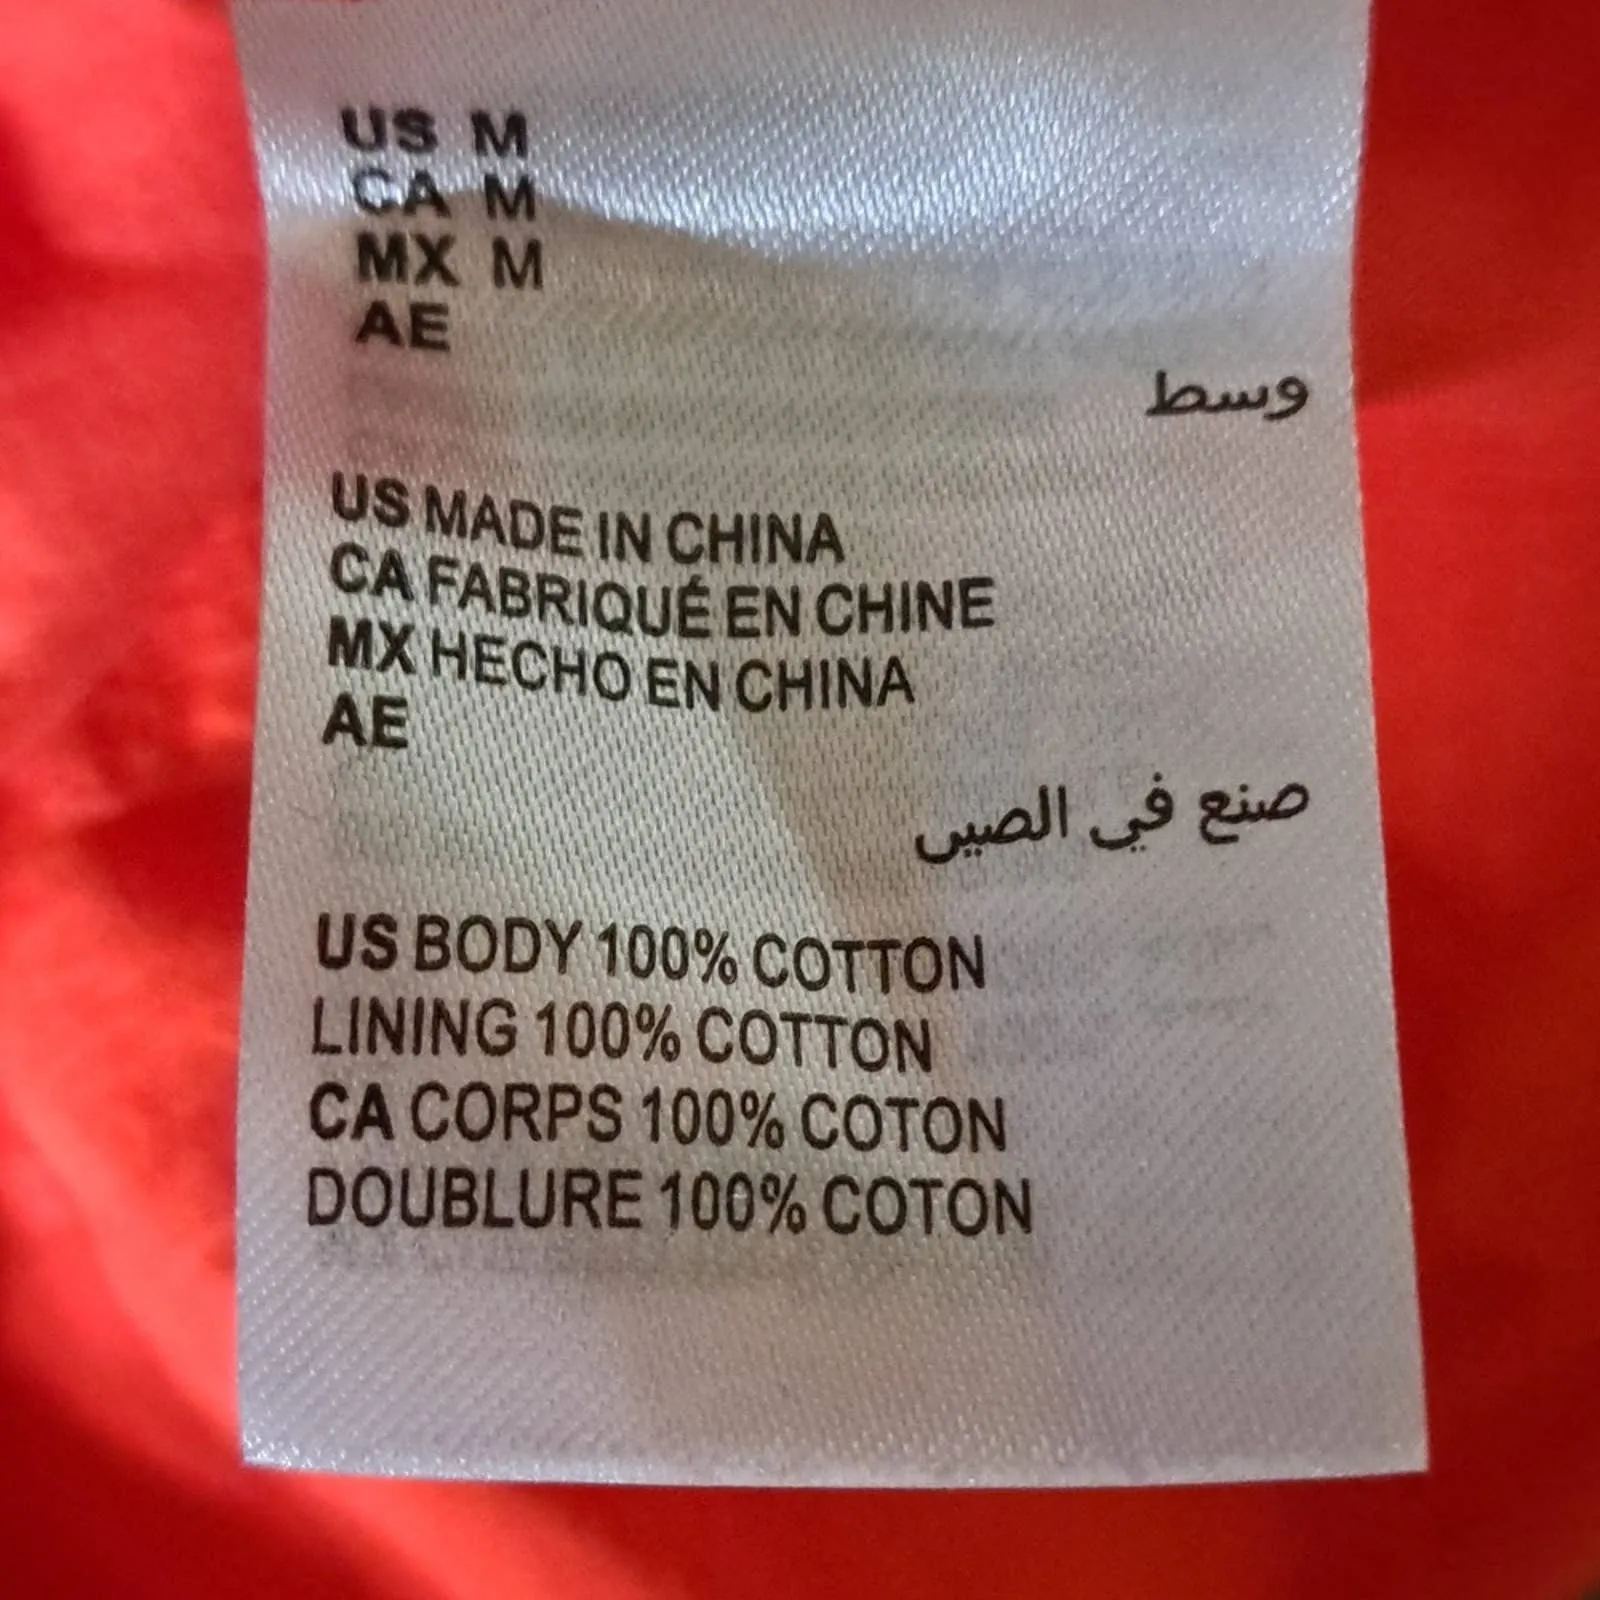 US M
CA M
MX M
AE
وسط
US MADE IN CHINA
CA FABRIQUÉ EN CHINE
MX HECHO EN CHINA
AE
صنع في الصين
US BODY 100% COTTON
LINING 100% COTTON
CA CORPS 100% COTON
DOUBLURE 100% COTON